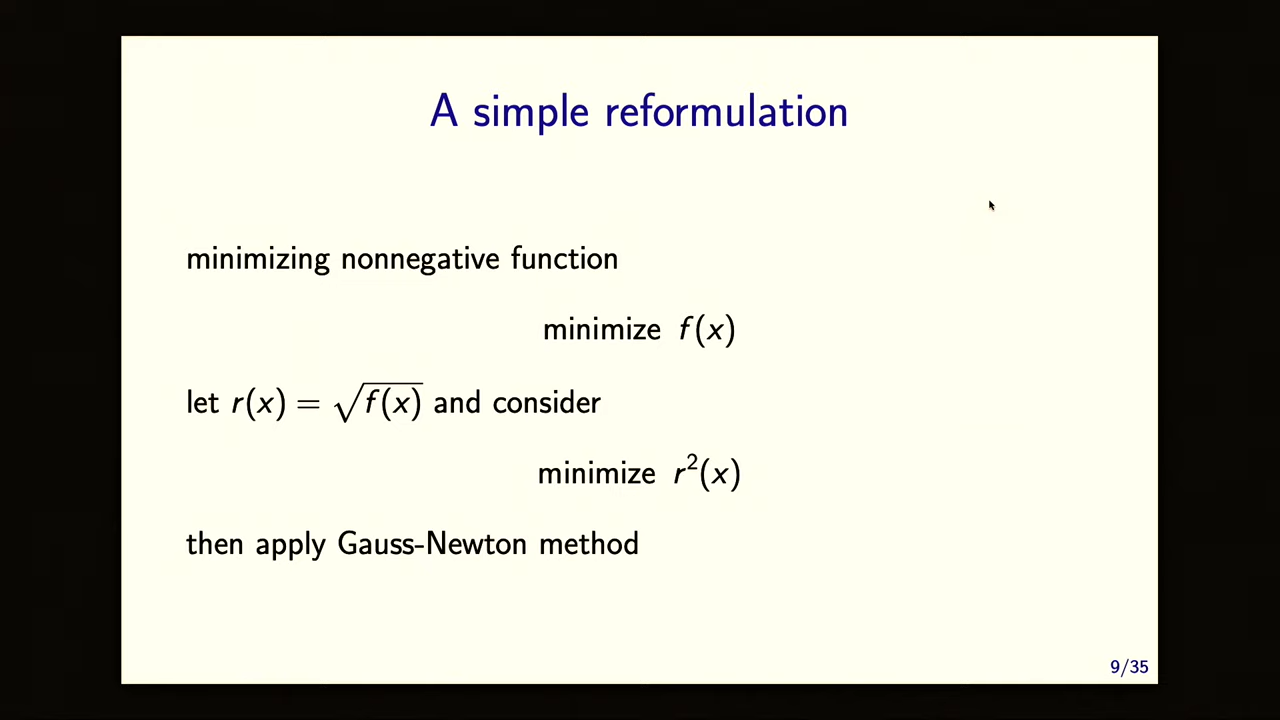 A simple reformulation
minimizing nonnegative function
minimize f(x)
let r(x) = √f(x) and consider
minimize r²(x)
then apply Gauss-Newton method
9/35